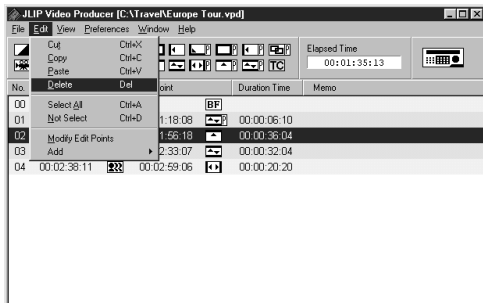 JLIP Video Producer [C:\Travel\Europe Tour.vpd]
File Edit View Preferences Window Help
Cut Ctrl+X
Copy Ctrl+C
Paste Ctrl+V
Delete Del
Select All Ctrl+A
Not Select Ctrl+D
Modify Edit Points
Add
P P P P
P P P TC
Elapsed Time
00:01:35:13
No. oint Duration Time Memo
00 BF
01 1:18:08 P 00:00:06:10
02 1:56:18 00:00:36:04
03 2:33:07 00:00:32:04
04 00:02:38:11 00:02:59:06 00:00:20:20